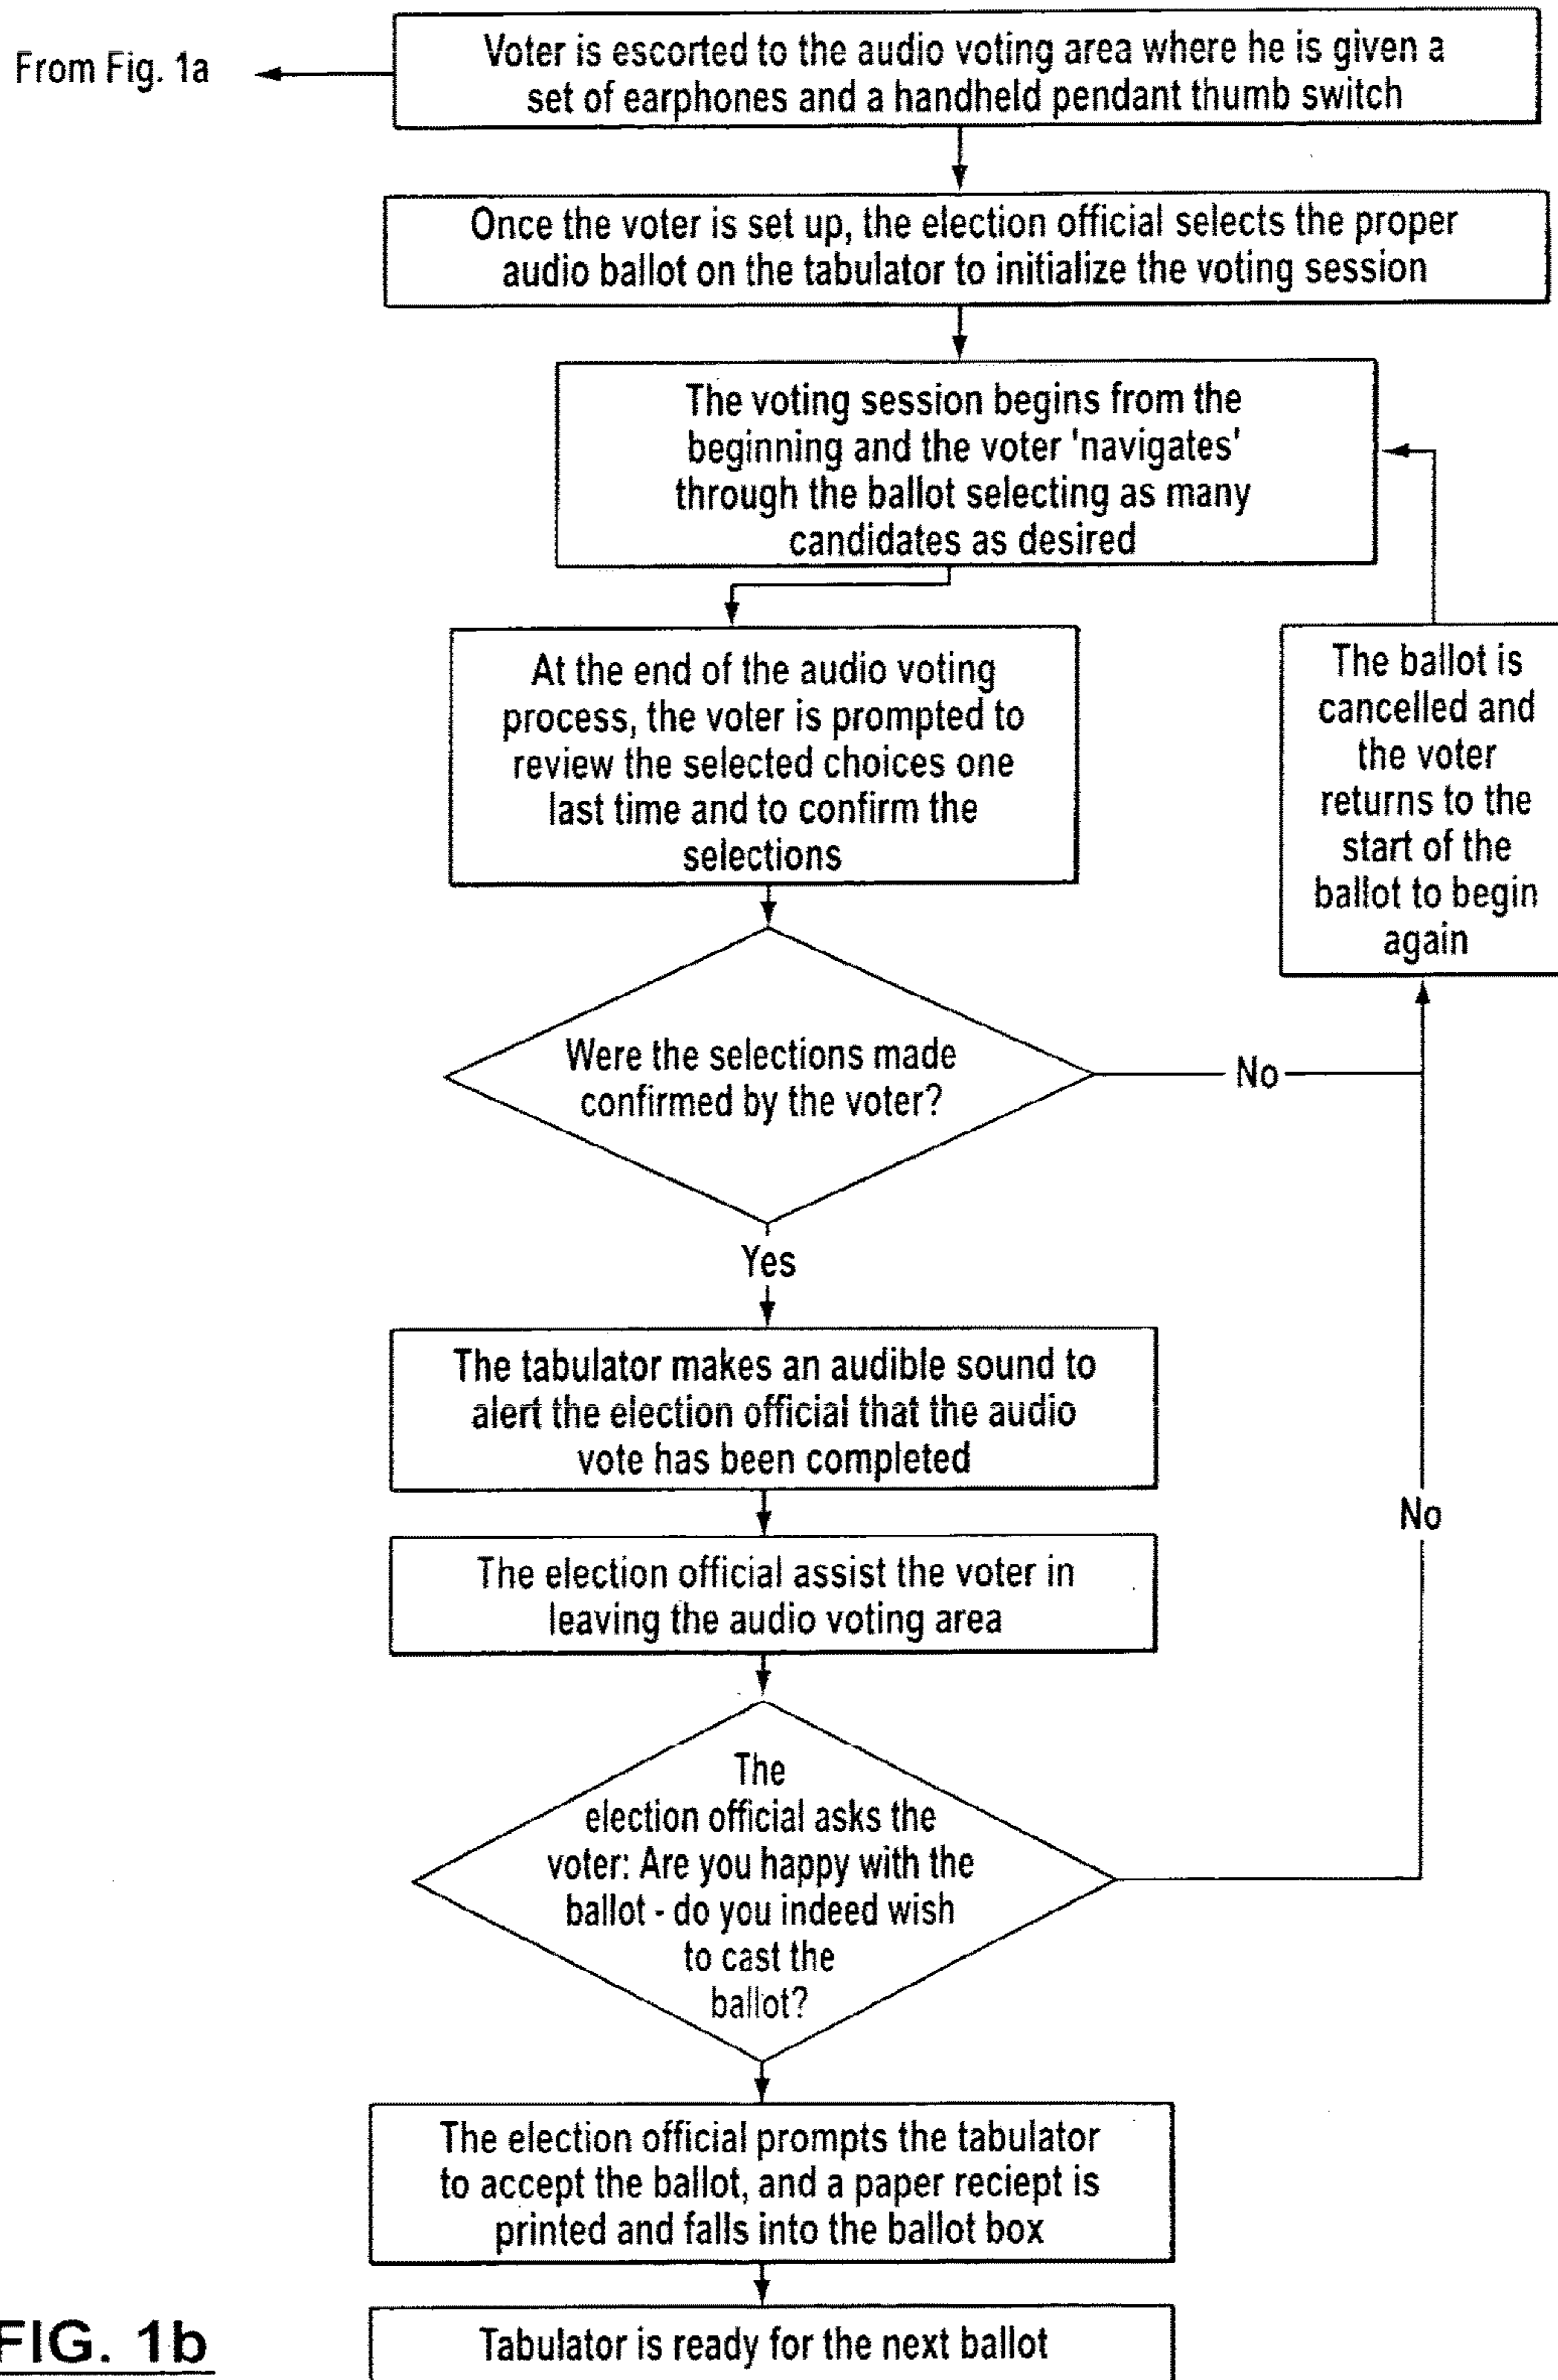 From Fig. 1a
Voter is escorted to the audio voting area where he is given a
set of earphones and a handheld pendant thumb switch
Once the voter is set up, the election official selects the proper
audio ballot on the tabulator to initialize the voting session
The voting session begins from the
beginning and the voter 'navigates'
through the ballot selecting as many
candidates as desired
At the end of the audio voting
process, the voter is prompted to
review the selected choices one
last time and to confirm the
selections
The ballot is
cancelled and
the voter
returns to the
start of the
ballot to begin
again
Were the selections made
confirmed by the voter?
No
Yes
The tabulator makes an audible sound to
alert the election official that the audio
vote has been completed
No
The election official assist the voter in
leaving the audio voting area
The
election official asks the
voter: Are you happy with the
ballot - do you indeed wish
to cast the
ballot?
The election official prompts the tabulator
to accept the ballot, and a paper reciept is
printed and falls into the ballot box
Tabulator is ready for the next ballot
FIG. 1b